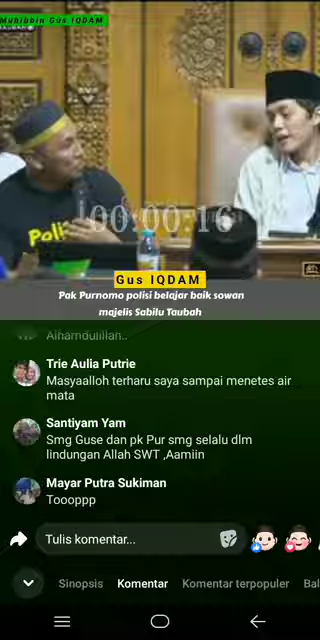 Muhibbin Gus IQDAM
00:00:16
Gus IQDAM
Pak Purnomo polisi belajar baik sowan
majelis Sabilu Taubah
Alhamdulillah..
Trie Aulia Putrie
Masyaalloh terharu saya sampai menetes air
mata
Santiyam Yam
Smg Guse dan pk Pur smg selalu dlm
lindungan Allah SWT ,Aamiin
Mayar Putra Sukiman
Toooppp
Tulis komentar...
Sinopsis Komentar Komentar terpopuler